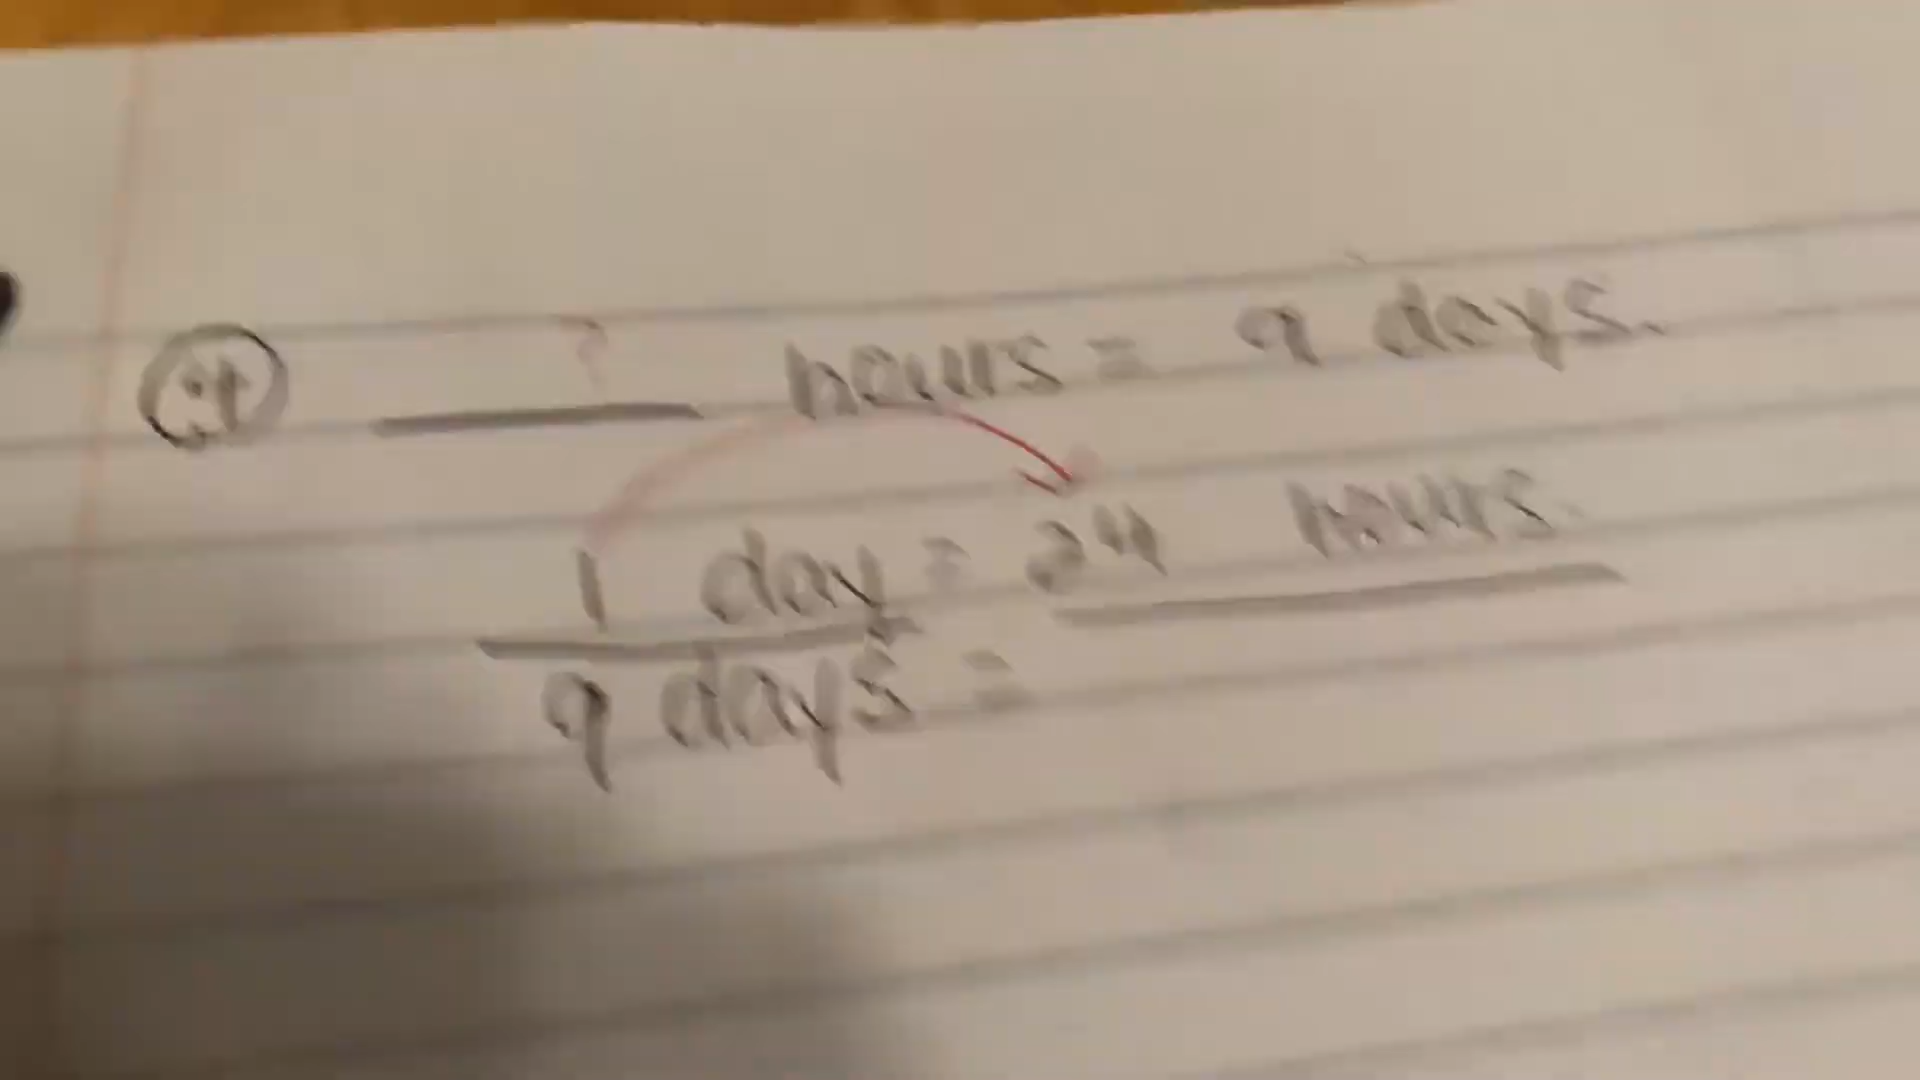 ? hours = 9 days.
1 day = 24 hours.
9 days =